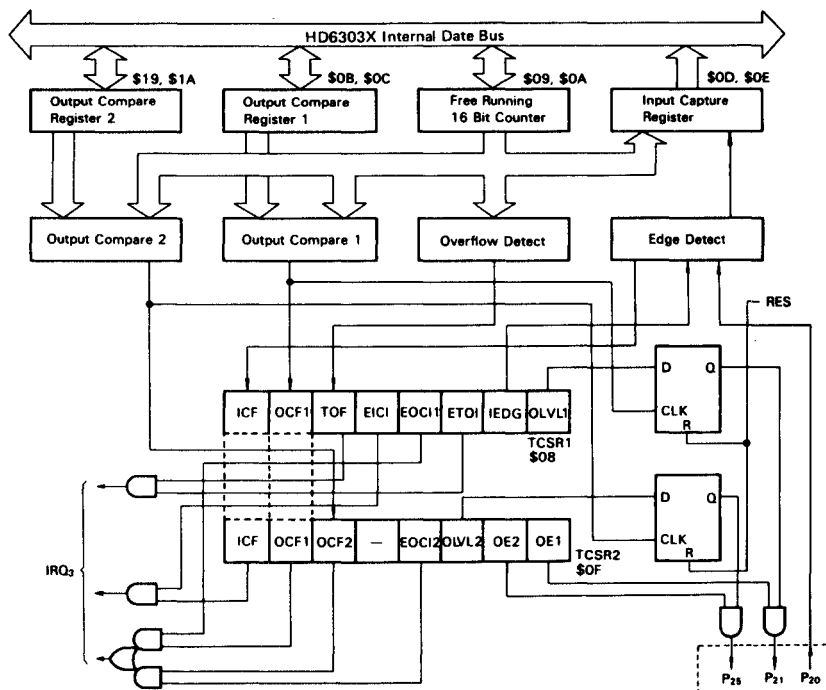 HD6303X Internal Date Bus
$19, $1A
$0B, $0C
$09, $0A
$0D, $0E
Output Compare
Register 2
Output Compare
Register 1
Free Running
16 Bit Counter
Input Capture
Register
Output Compare 2
Output Compare 1
Overflow Detect
Edge Detect
RES
D
Q
CLK
R
ICF
OCF1
TOF
EICI
EOCI1
ETOI
IEDG
OLVL1
TCSR1
$08
D
Q
CLK
R
ICF
OCF1
OCF2
—
EOCI2
OLVL2
OE2
OE1
TCSR2
$0F
IRQ₃
P₂₅
P₂₁
P₂₀